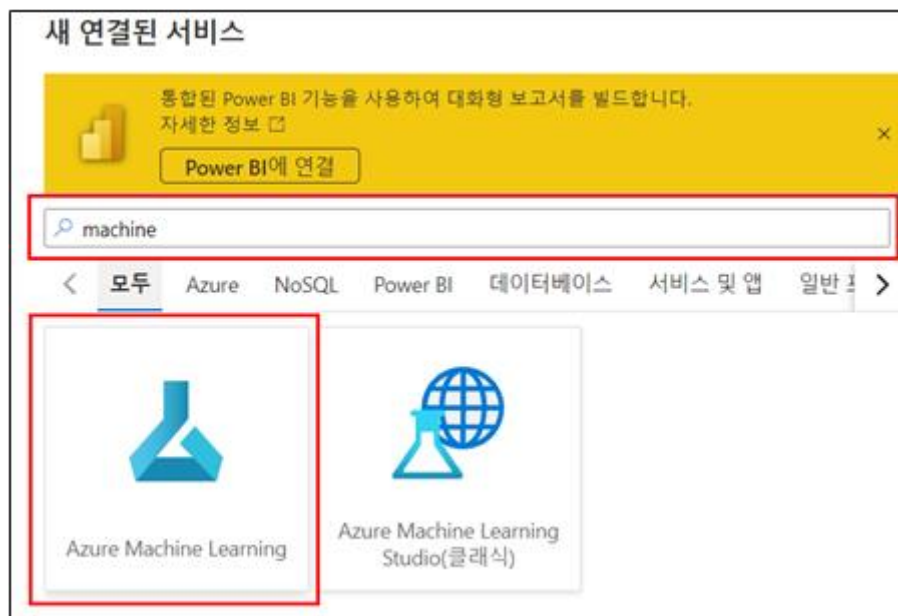 새 연결된 서비스
통합된 Power BI 기능을 사용하여 대화형 보고서를 빌드합니다.
자세한 정보
Power BI에 연결
machine
모두 Azure NoSQL Power BI 데이터베이스 서비스 및 앱 일반
Azure Machine Learning
Azure Machine Learning
Studio(클래식)